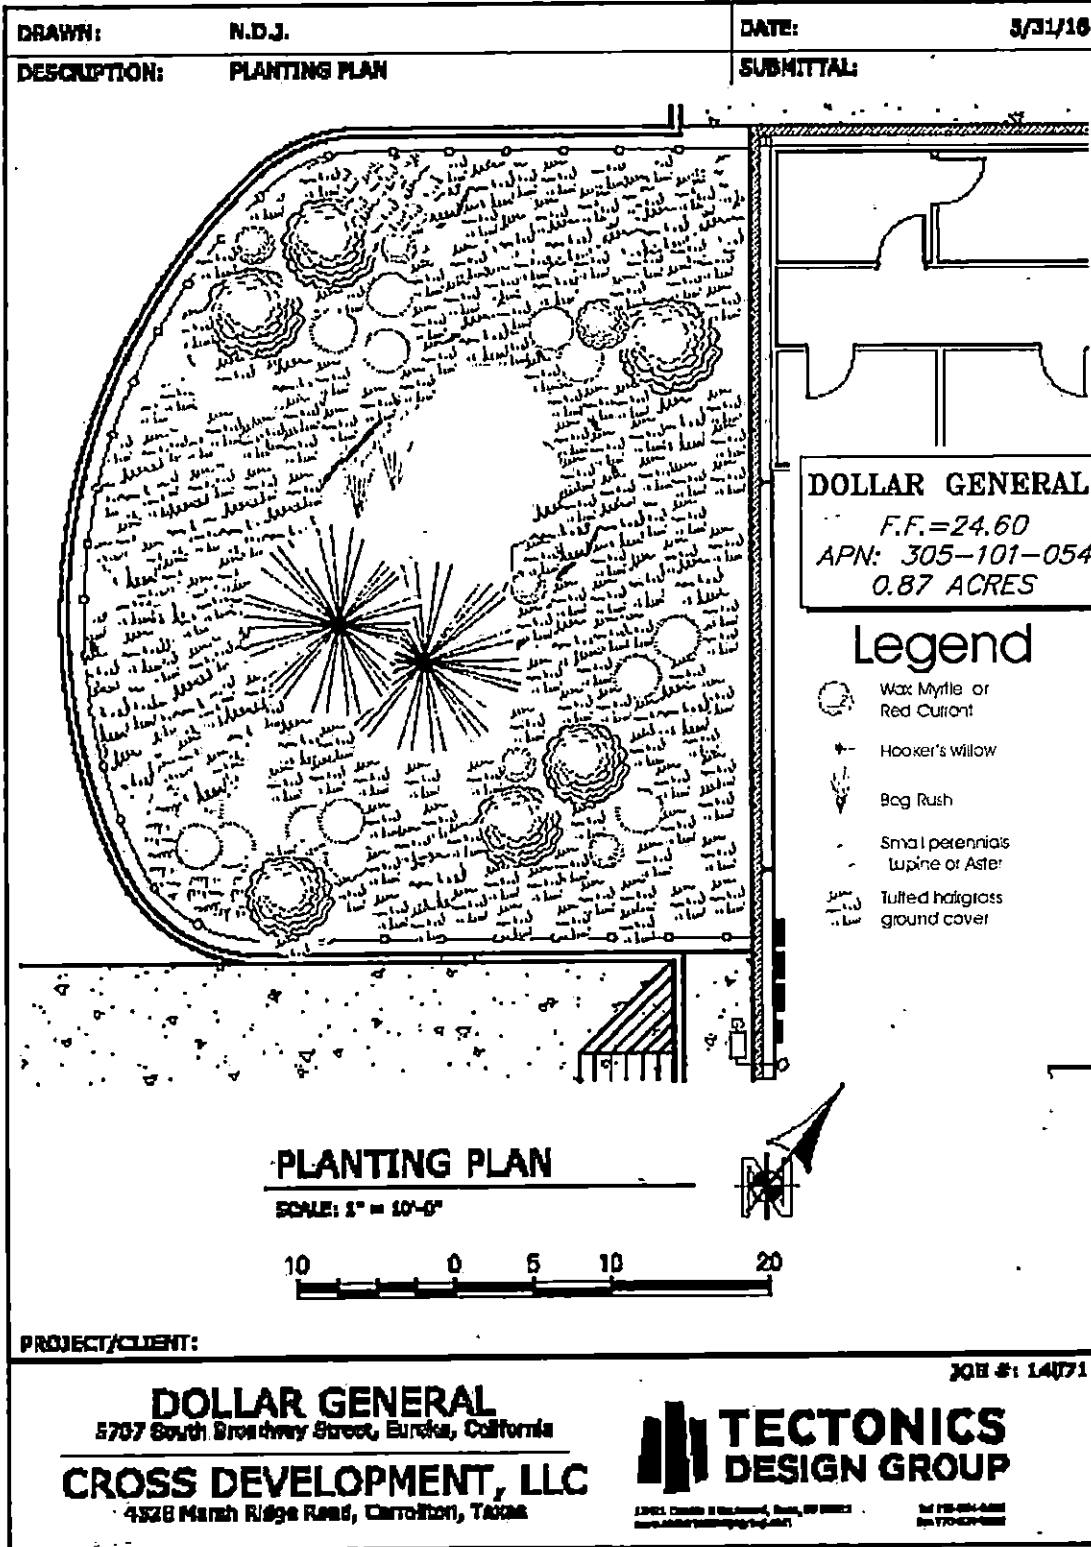 DRAWN: N.D.J.
DATE: 3/31/16
DESCRIPTION: PLANTING PLAN
SUBMITTAL:
DOLLAR GENERAL
F.F.=24.60
APN: 305-101-054
0.87 ACRES
Legend
Wax Myrtle or
Red Currant
Hooker's willow
Bog Rush
Small perennials
Lupine or Aster
Tufted hairgrass
ground cover
PLANTING PLAN
SCALE: 1" = 10'-0"
10 0 5 10 20
PROJECT/CLIENT:
JOB #: 14071
DOLLAR GENERAL
5707 South Broadway Street, Eureka, California
CROSS DEVELOPMENT, LLC
4328 Marsh Ridge Road, Carrollton, Texas
TECTONICS
DESIGN GROUP